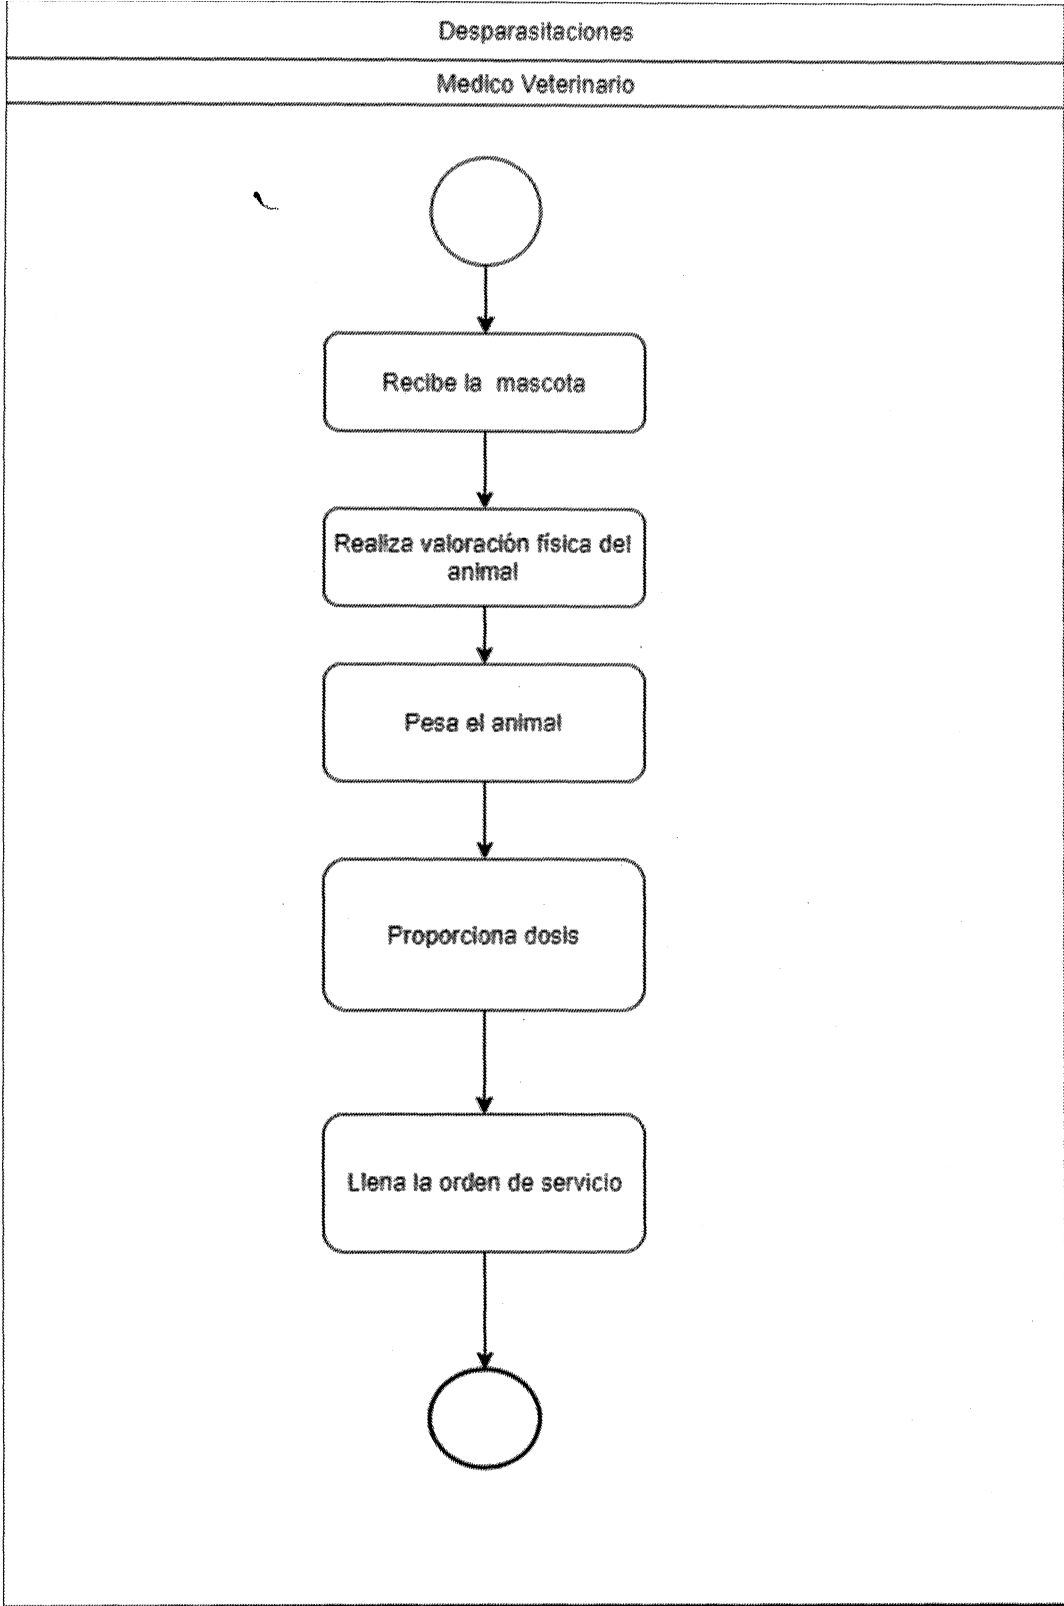 Desparasitaciones
Medico Veterinario
Recibe la mascota
Realiza valoración física del
animal
Pesa el animal
Proporciona dosis
Llena la orden de servicio